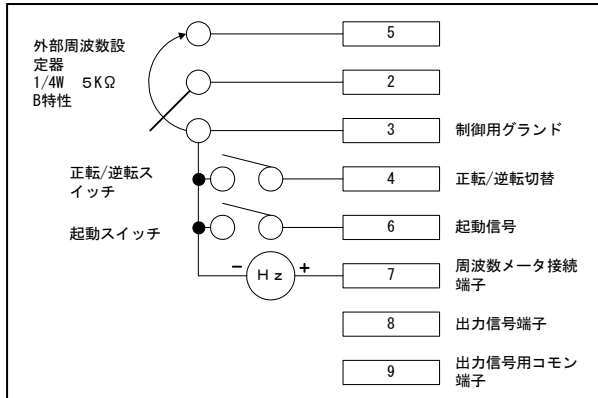 5
外部周波数設
定器
1/4W 5KΩ
B特性
2
3 制御用グランド
正転/逆転ス
イッチ
4 正転/逆転切替
起動スイッチ
6 起動信号
－ Ｈｚ ＋
7 周波数メータ接続
端子
8 出力信号端子
9 出力信号用コモン
端子